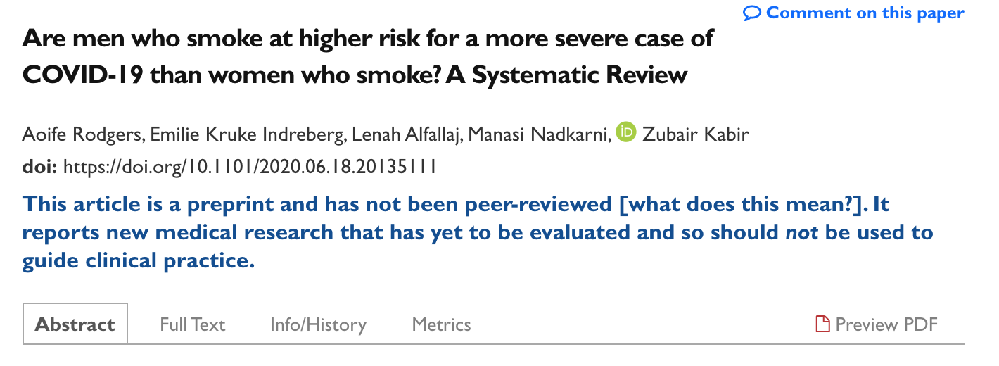 Comment on this paper
Are men who smoke at higher risk for a more severe case of
COVID-19 than women who smoke? A Systematic Review
Aoife Rodgers, Emilie Kruke Indreberg, Lenah Alfallaj, Manasi Nadkarni, iD Zubair Kabir
doi: https://doi.org/10.1101/2020.06.18.20135111
This article is a preprint and has not been peer-reviewed [what does this mean?]. It
reports new medical research that has yet to be evaluated and so should not be used to
guide clinical practice.
Abstract Full Text Info/History Metrics Preview PDF